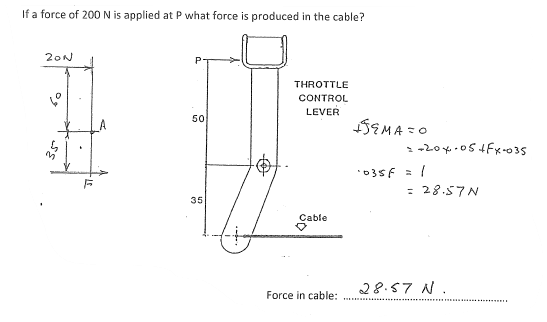 If a force of 200 N is applied at P what force is produced in the cable?
20N
P
THROTTLE
CONTROL
LEVER
60
50
A
+ΣMA = 0
= -20 x .05 + F x .035
35
.035F = 1
F
35
= 28.57 N
Cable
Force in cable: 28.57 N.